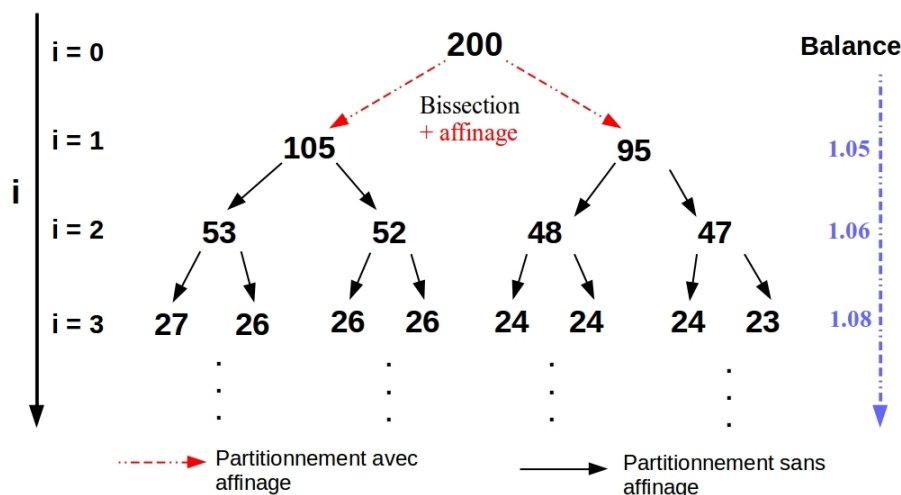 i = 0
200
Balance
Bissection
+ affinage
i = 1
105
95
1.05
i
i = 2
53
52
48
47
1.06
i = 3
27
26
26
26
24
24
24
23
1.08
Partitionnement avec
affinage
Partitionnement sans
affinage